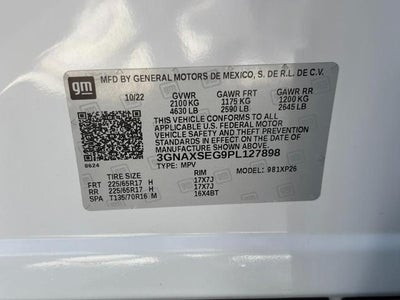 gm
MFD BY GENERAL MOTORS DE MEXICO, S. DE R.L. DE C.V.
10/22 GVWR GAWR FRT GAWR RR
2100 KG 1175 KG 1200 KG
4630 LB 2590 LB 2645 LB
THIS VEHICLE CONFORMS TO ALL
APPLICABLE U.S. FEDERAL MOTOR
VEHICLE SAFETY AND THEFT PREVENTION
STANDARDS IN EFFECT ON THE DATE OF
MANUFACTURE SHOWN ABOVE.
3GNAXSEG9PL127898
TYPE: MPV
MODEL: 981XP26
0624
RIM
FRT 225/65R17 H 17X7J
RR 225/65R17 H 17X7J
SPA T135/70R16 M 16X4BT